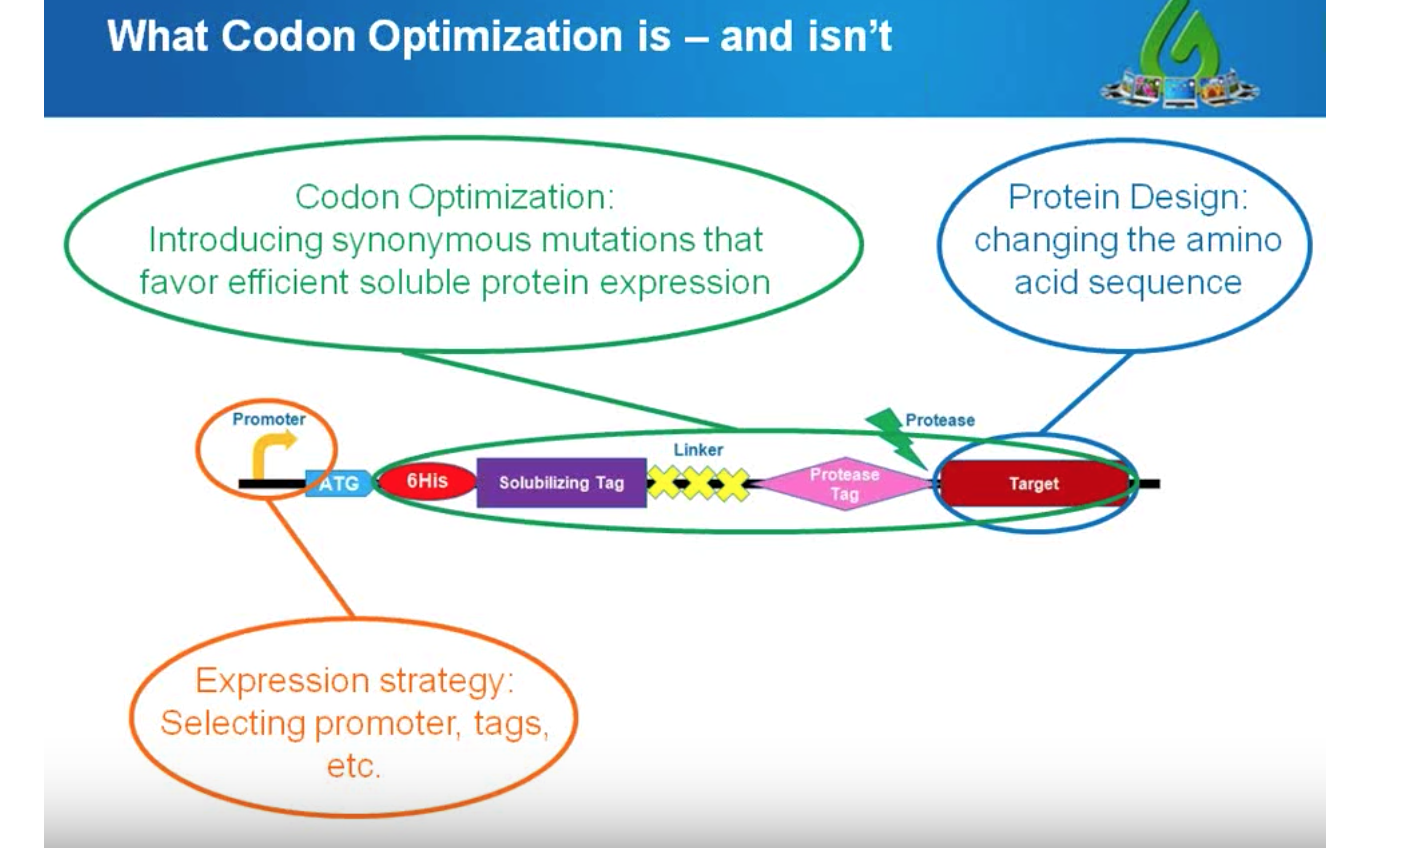 What Codon Optimization is – and isn’t
Codon Optimization:
Introducing synonymous mutations that
favor efficient soluble protein expression
Protein Design:
changing the amino
acid sequence
Promoter
Protease
Linker
ATG
6His
Solubilizing Tag
Protease
Tag
Target
Expression strategy:
Selecting promoter, tags,
etc.